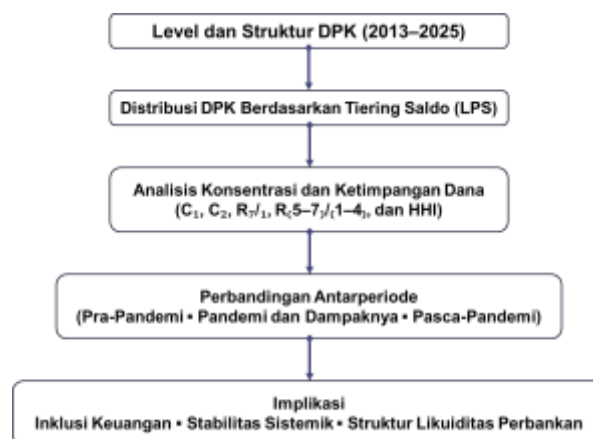 Level dan Struktur DPK (2013–2025)
Distribusi DPK Berdasarkan Tiering Saldo (LPS)
Analisis Konsentrasi dan Ketimpangan Dana
(C₁, C₂, R₇/₁, R₍5–7₎/₍1–4₎, dan HHI)
Perbandingan Antarperiode
(Pra-Pandemi ▪ Pandemi dan Dampaknya ▪ Pasca-Pandemi)
Implikasi
Inklusi Keuangan ▪ Stabilitas Sistemik ▪ Struktur Likuiditas Perbankan